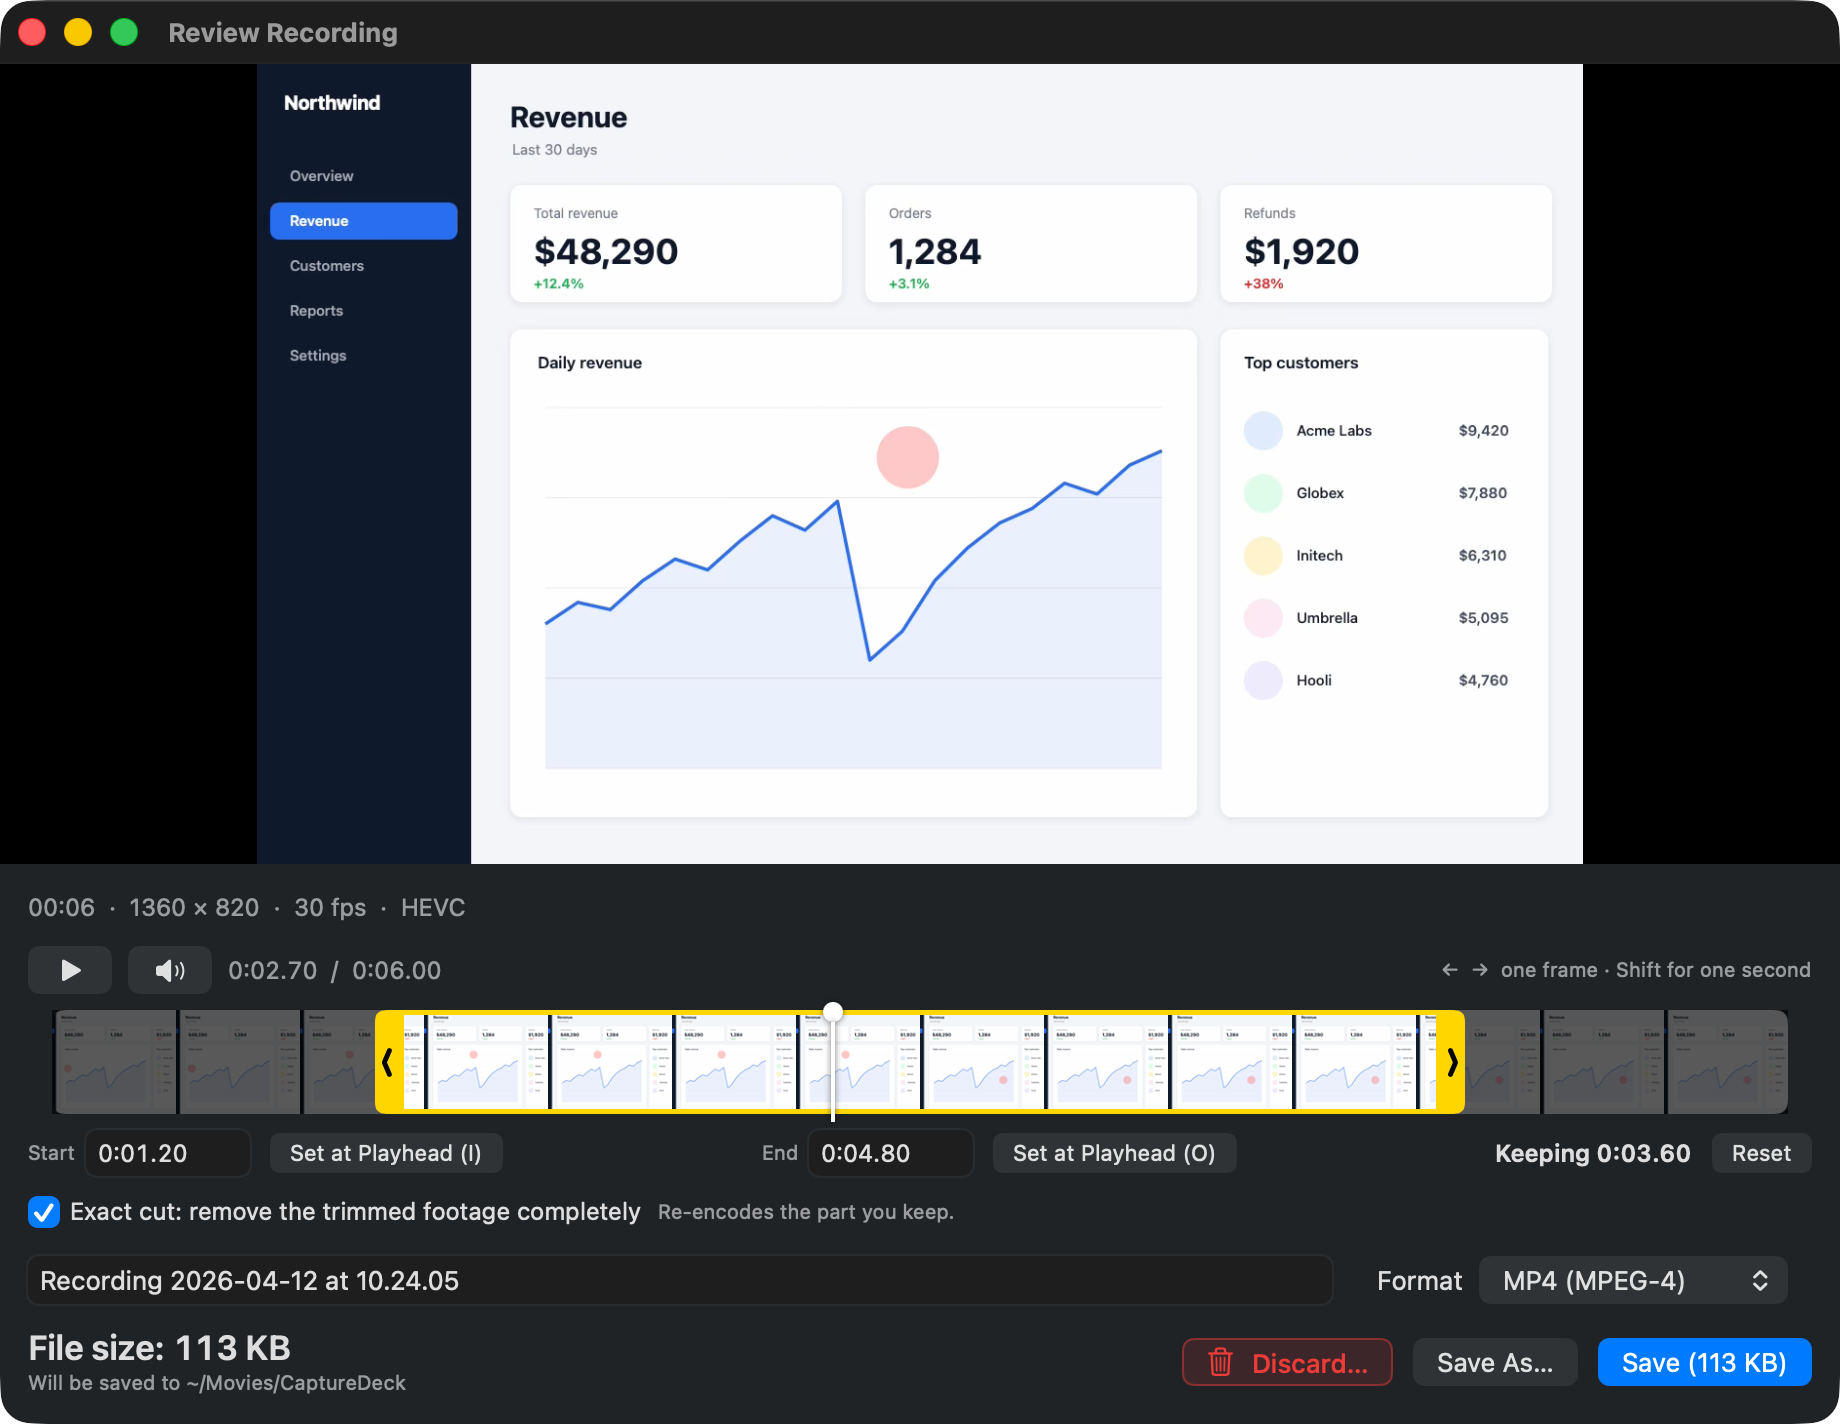 Review Recording
Northwind
Overview
Revenue
Customers
Reports
Settings
Revenue
Last 30 days
Total revenue
$48,290
+12.4%
Orders
1,284
+3.1%
Refunds
$1,920
+38%
Daily revenue
Top customers
Acme Labs $9,420
Globex $7,880
Initech $6,310
Umbrella $5,095
Hooli $4,760
00:06 · 1360 × 820 · 30 fps · HEVC
0:02.70 / 0:06.00
← → one frame · Shift for one second
Start 0:01.20 Set at Playhead (I) End 0:04.80 Set at Playhead (O) Keeping 0:03.60 Reset
Exact cut: remove the trimmed footage completely Re-encodes the part you keep.
Recording 2026-04-12 at 10.24.05 Format MP4 (MPEG-4)
File size: 113 KB
Will be saved to ~/Movies/CaptureDeck
Discard... Save As... Save (113 KB)